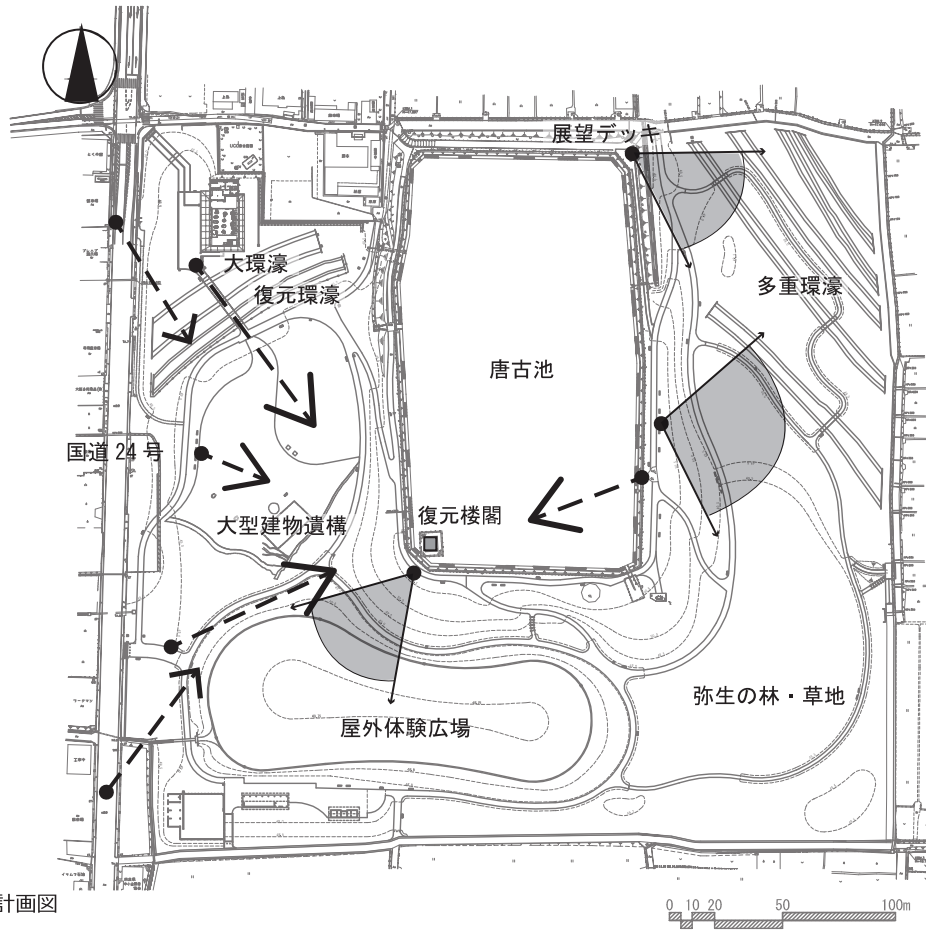 展望デッキ
大環濠
復元環濠
多重環濠
唐古池
国道 24 号
復元楼閣
大型建物遺構
弥生の林・草地
屋外体験広場
計画図
0 10 20 50 100m